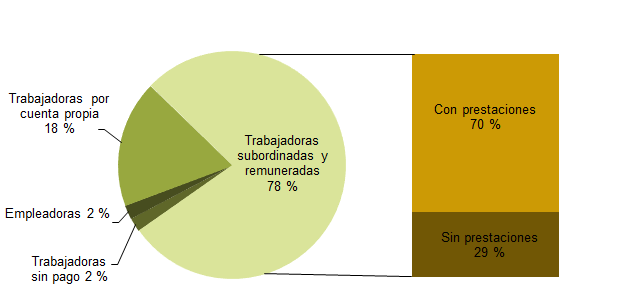 Trabajadoras por
cuenta propia
18 %
Empleadoras 2 %
Trabajadoras
sin pago 2 %
Trabajadoras
subordinadas y
remuneradas
78 %
Con prestaciones
70 %
Sin prestaciones
29 %